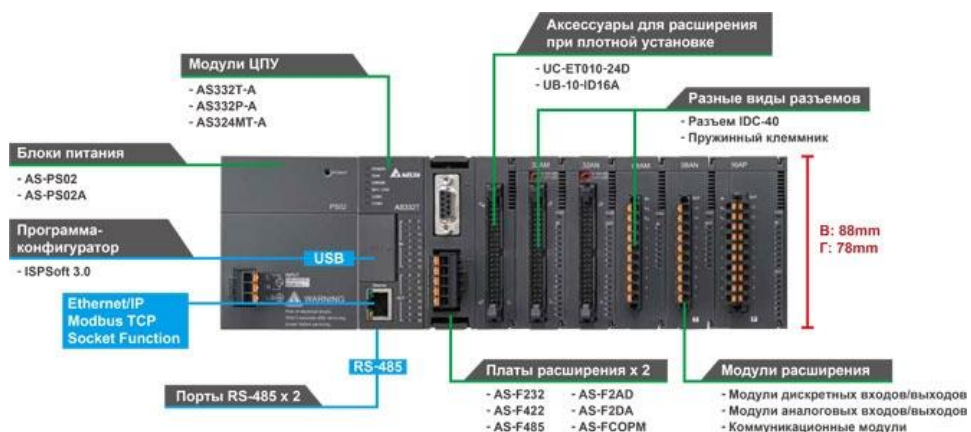 Аксессуары для расширения
при плотной установке
- UC-ET010-24D
- UB-10-ID16A
Модули ЦПУ
- AS332T-A
- AS332P-A
- AS324MT-A
Разные виды разъемов
- Разъем IDC-40
- Пружинный клеммник
Блоки питания
- AS-PS02
- AS-PS02A
PS02
AS332T
32AM
32AN
16AP
В: 88mm
Г: 78mm
Программа-
конфигуратор
- ISPSoft 3.0
USB
WARNING
Ethernet/IP
Modbus TCP
Socket Function
RS-485
Порты RS-485 x 2
Платы расширения x 2
- AS-F232
- AS-F2AD
- AS-F422
- AS-F2DA
- AS-F485
- AS-FCOPM
Модули расширения
- Модули дискретных входов/выходов
- Модули аналоговых входов/выходов
- Коммуникационные модули